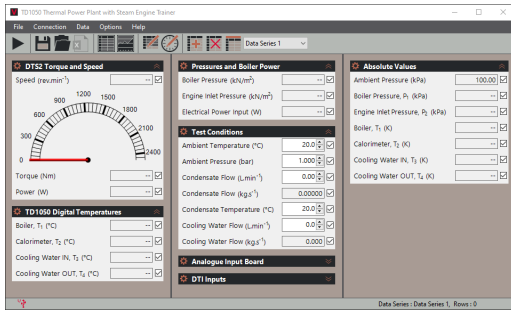 TD1050 Thermal Power Plant with Steam Engine Trainer
File Connection Data Options Help
Data Series 1
DTS2 Torque and Speed
Speed (rev.min⁻¹) --
0 300 600 900 1200 1500 1800 2100 2400
Torque (Nm) --
Power (W) --
TD1050 Digital Temperatures
Boiler, T₁ (°C) --
Calorimeter, T₂ (°C) --
Cooling Water IN, T₃ (°C) --
Cooling Water OUT, T₄ (°C) --
Pressures and Boiler Power
Boiler Pressure (kN/m²) --
Engine Inlet Pressure (kN/m²) --
Electrical Power Input (W) --
Test Conditions
Ambient Temperature (°C) 20.0
Ambient Pressure (bar) 1.000
Condensate Flow (L.min⁻¹) 0.00
Condensate Flow (kg.s⁻¹) 0.00000
Condensate Temperature (°C) 20.0
Cooling Water Flow (L.min⁻¹) 0.0
Cooling Water Flow (kg.s⁻¹) 0.000
Analogue Input Board
DTI Inputs
Absolute Values
Ambient Pressure (kPa) 100.00
Boiler Pressure, P₁ (kPa) --
Engine Inlet Pressure, P₂ (kPa) --
Boiler, T₁ (K) --
Calorimeter, T₂ (K) --
Cooling Water IN, T₃ (K) --
Cooling Water OUT, T₄ (K) --
Data Series : Data Series 1, Rows : 0